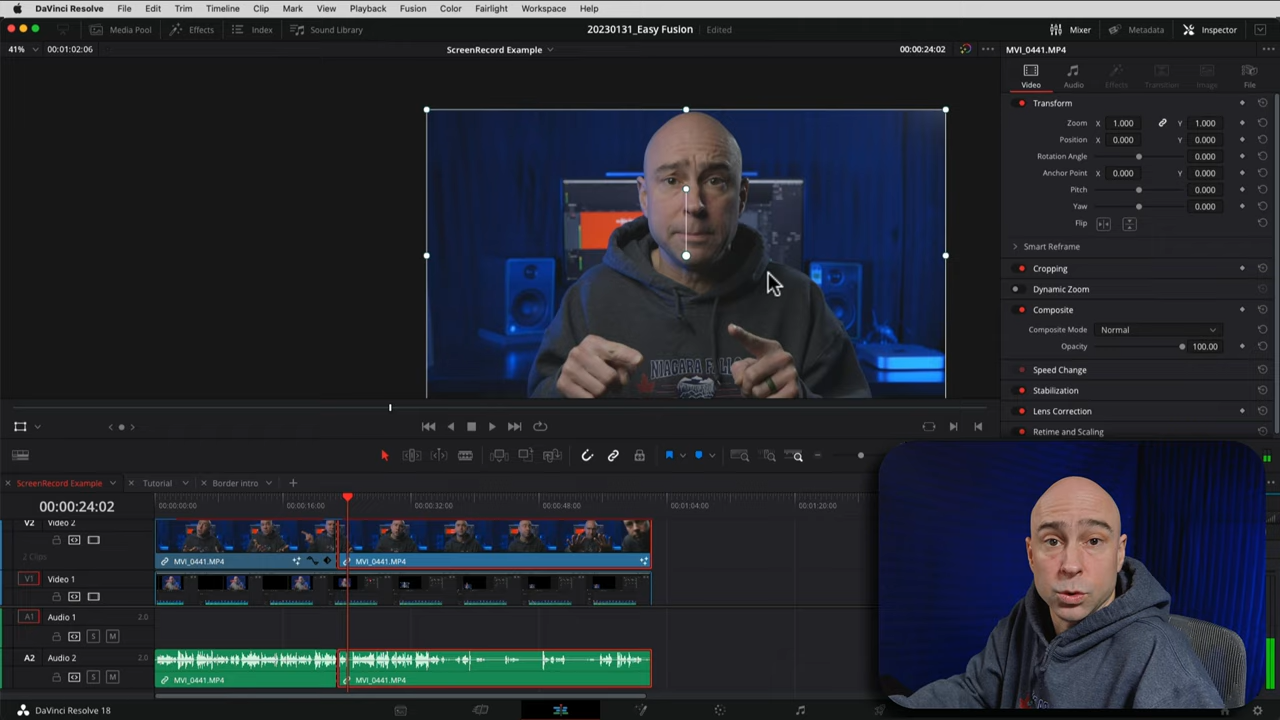 DaVinci Resolve File Edit Trim Timeline Clip Mark View Playback Fusion Color Fairlight Workspace Help
Media Pool Effects Index Sound Library 20230131_Easy Fusion Edited Mixer Metadata Inspector
41% 00:01:02:06 ScreenRecord Example 00:00:24:02 MVI_0441.MP4
Video Audio Effects Transition Image File
Transform
Zoom X 1.000 Y 1.000
Position X 0.000 Y 0.000
Rotation Angle 0.000
Anchor Point X 0.000 Y 0.000
Pitch 0.000
Yaw 0.000
Flip
Smart Reframe
Cropping
Dynamic Zoom
Composite
Composite Mode Normal
Opacity 100.00
Speed Change
Stabilization
Lens Correction
Retime and Scaling
NIAGARA FALLS
ScreenRecord Example Tutorial Border intro
00:00:24:02 00:00:00:00 00:00:16:00 00:00:32:00 00:00:48:00 00:01:04:00 00:01:20:00
V2 Video 2
2 Clips
MVI_0441.MP4 MVI_0441.MP4
V1 Video 1
A1 Audio 1 2.0
S M
A2 Audio 2 2.0
S M
MVI_0441.MP4 MVI_0441.MP4
DaVinci Resolve 18